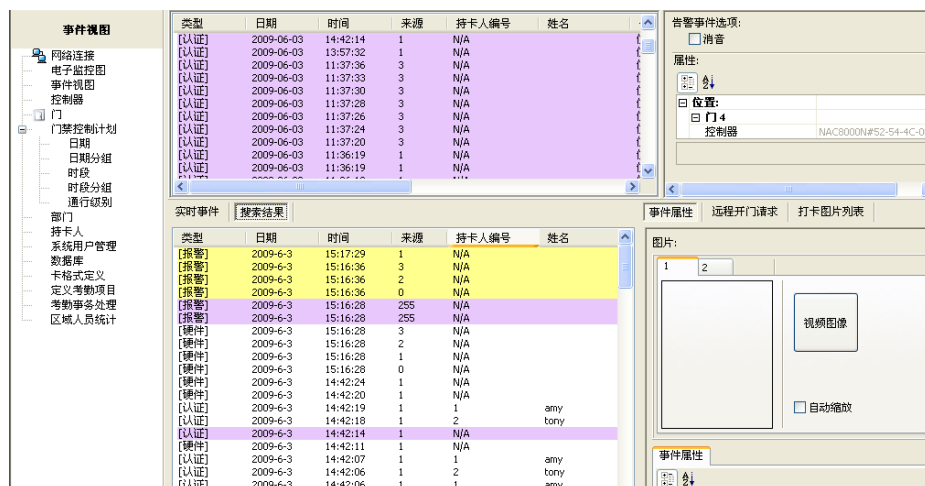 事件视图
网络连接
电子监控图
事件视图
控制器
门
门禁控制计划
日期
日期分组
时段
时段分组
通行级别
部门
持卡人
系统用户管理
数据库
卡格式定义
定义考勤项目
考勤事务处理
区域人员统计
类型 日期 时间 来源 持卡人编号 姓名
[认证] 2009-06-03 14:42:14 1 N/A
[认证] 2009-06-03 13:57:32 1 N/A
[认证] 2009-06-03 11:37:36 3 N/A
[认证] 2009-06-03 11:37:33 3 N/A
[认证] 2009-06-03 11:37:30 3 N/A
[认证] 2009-06-03 11:37:28 3 N/A
[认证] 2009-06-03 11:37:26 3 N/A
[认证] 2009-06-03 11:37:24 3 N/A
[认证] 2009-06-03 11:37:20 3 N/A
[认证] 2009-06-03 11:36:19 1 N/A
[认证] 2009-06-03 11:36:19 1 N/A
告警事件选项:
消音
属性:
位置:
门 4
控制器 NAC8000N#52-54-4C-0
实时事件 搜索结果
类型 日期 时间 来源 持卡人编号 姓名
[报警] 2009-6-3 15:17:29 1 N/A
[报警] 2009-6-3 15:16:36 3 N/A
[报警] 2009-6-3 15:16:36 2 N/A
[报警] 2009-6-3 15:16:36 0 N/A
[报警] 2009-6-3 15:16:28 255 N/A
[报警] 2009-6-3 15:16:28 255 N/A
[硬件] 2009-6-3 15:16:28 3 N/A
[硬件] 2009-6-3 15:16:28 2 N/A
[硬件] 2009-6-3 15:16:28 1 N/A
[硬件] 2009-6-3 15:16:28 0 N/A
[硬件] 2009-6-3 14:42:24 1 N/A
[硬件] 2009-6-3 14:42:20 1 N/A
[认证] 2009-6-3 14:42:19 1 1 amy
[认证] 2009-6-3 14:42:18 1 2 tony
[认证] 2009-6-3 14:42:14 1 N/A
[硬件] 2009-6-3 14:42:11 1 N/A
[认证] 2009-6-3 14:42:07 1 1 amy
[认证] 2009-6-3 14:42:06 1 2 tony
[认证] 2009-6-3 14:42:06 1 1 amy
事件属性 远程开门请求 打卡图片列表
图片:
1 2
视频图像
自动缩放
事件属性